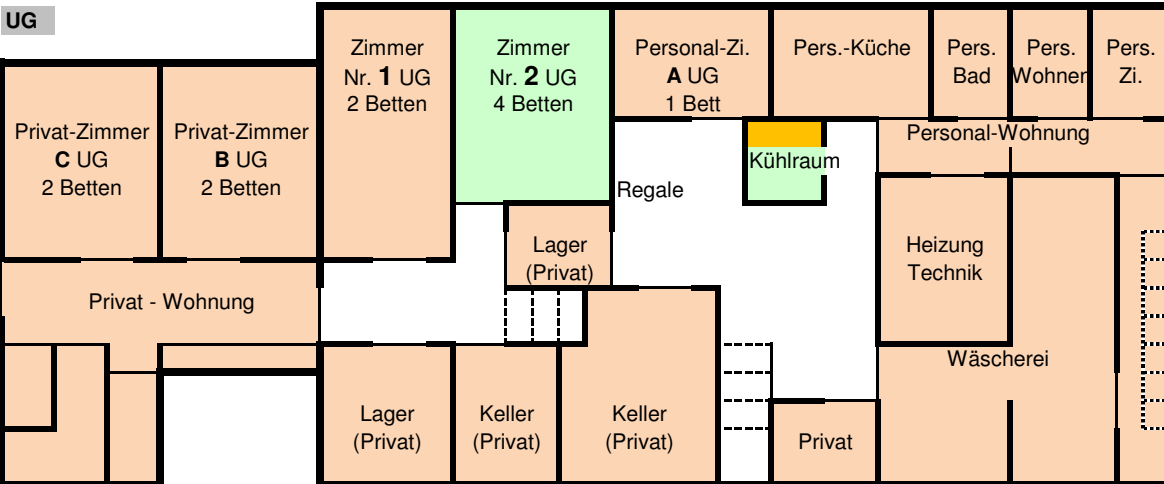 UG
Zimmer
Nr. 1 UG
2 Betten
Zimmer
Nr. 2 UG
4 Betten
Personal-Zi.
A UG
1 Bett
Pers.-Küche
Pers.
Bad
Pers.
Wohnen
Pers.
Zi.
Privat-Zimmer
C UG
2 Betten
Privat-Zimmer
B UG
2 Betten
Personal-Wohnung
Kühlraum
Regale
Lager
(Privat)
Heizung
Technik
Privat - Wohnung
Wäscherei
Lager
(Privat)
Keller
(Privat)
Keller
(Privat)
Privat